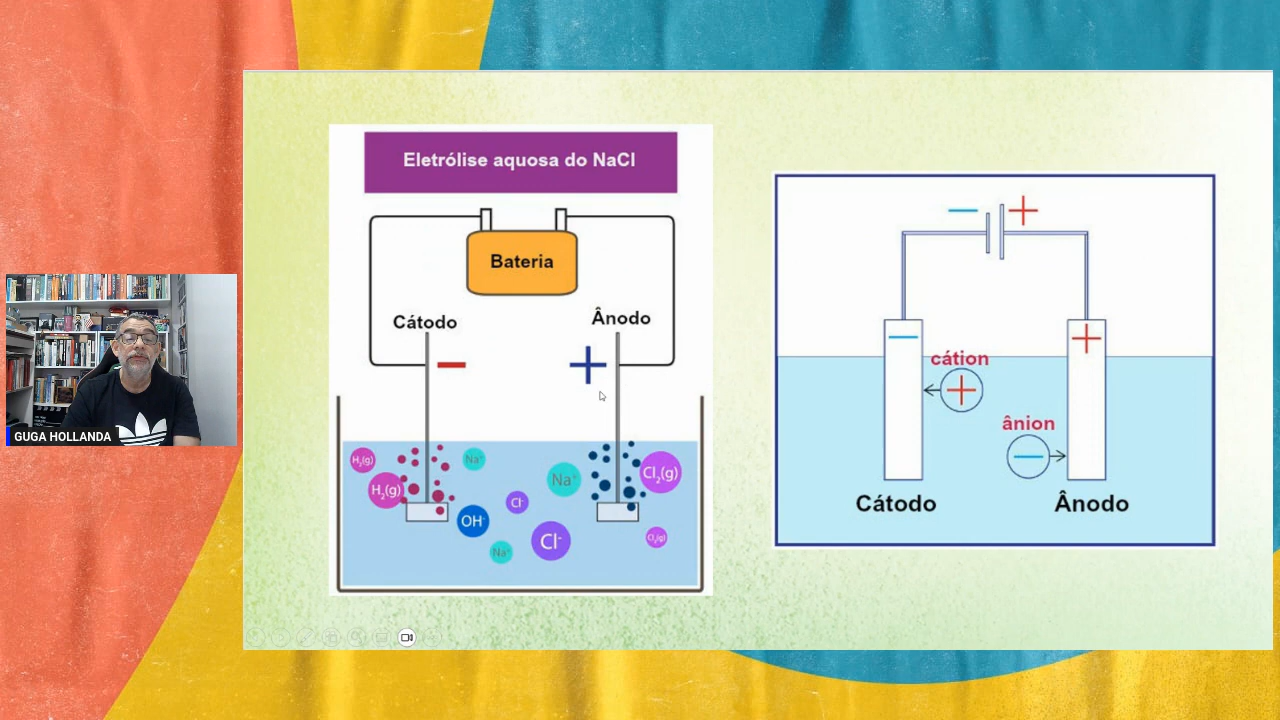 Eletrólise aquosa do NaCl
Bateria
Cátodo
Ânodo
H₂(g)
H₂(g)
Na⁺
OH⁻
Cl⁻
Na⁺
Na⁺
Cl⁻
Cl₂(g)
cátion
ânion
Cátodo
Ânodo
GUGA HOLLANDA